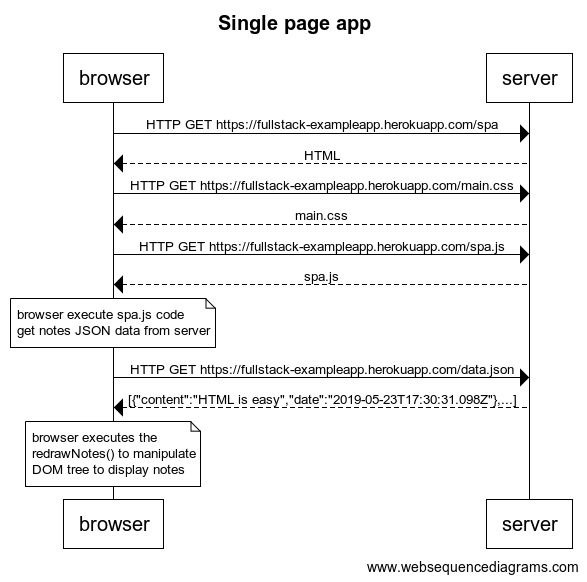 Single page app
browser
server
HTTP GET https://fullstack-exampleapp.herokuapp.com/spa
HTML
HTTP GET https://fullstack-exampleapp.herokuapp.com/main.css
main.css
HTTP GET https://fullstack-exampleapp.herokuapp.com/spa.js
spa.js
browser execute spa.js code
get notes JSON data from server
HTTP GET https://fullstack-exampleapp.herokuapp.com/data.json
[{"content":"HTML is easy","date":"2019-05-23T17:30:31.098Z"},...]
browser executes the
redrawNotes() to manipulate
DOM tree to display notes
browser
server
www.websequencediagrams.com